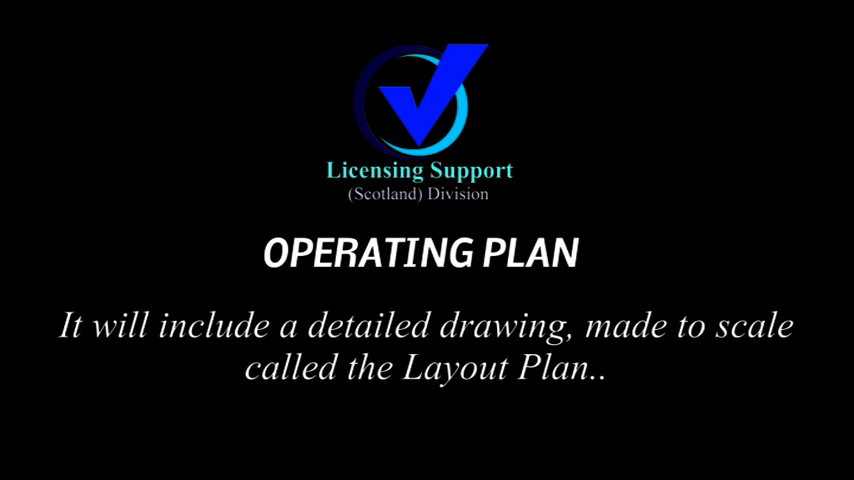 Licensing Support
(Scotland) Division
OPERATING PLAN
It will include a detailed drawing, made to scale
called the Layout Plan..